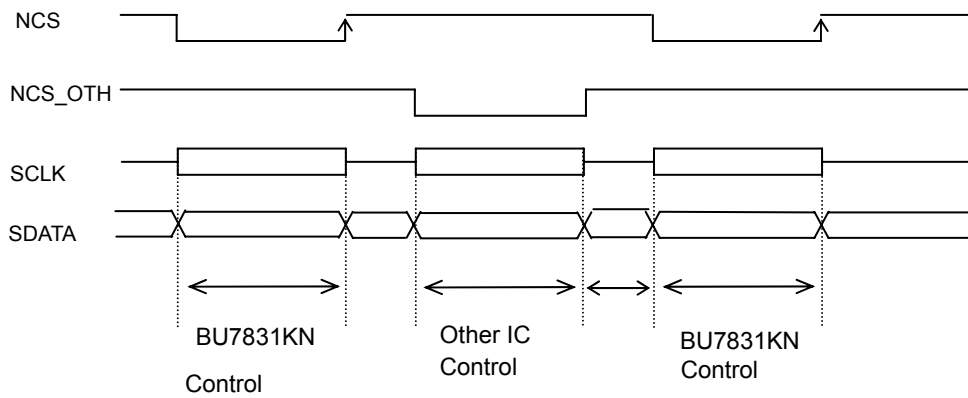 NCS
NCS_OTH
SCLK
SDATA
BU7831KN
Control
Other IC
Control
BU7831KN
Control